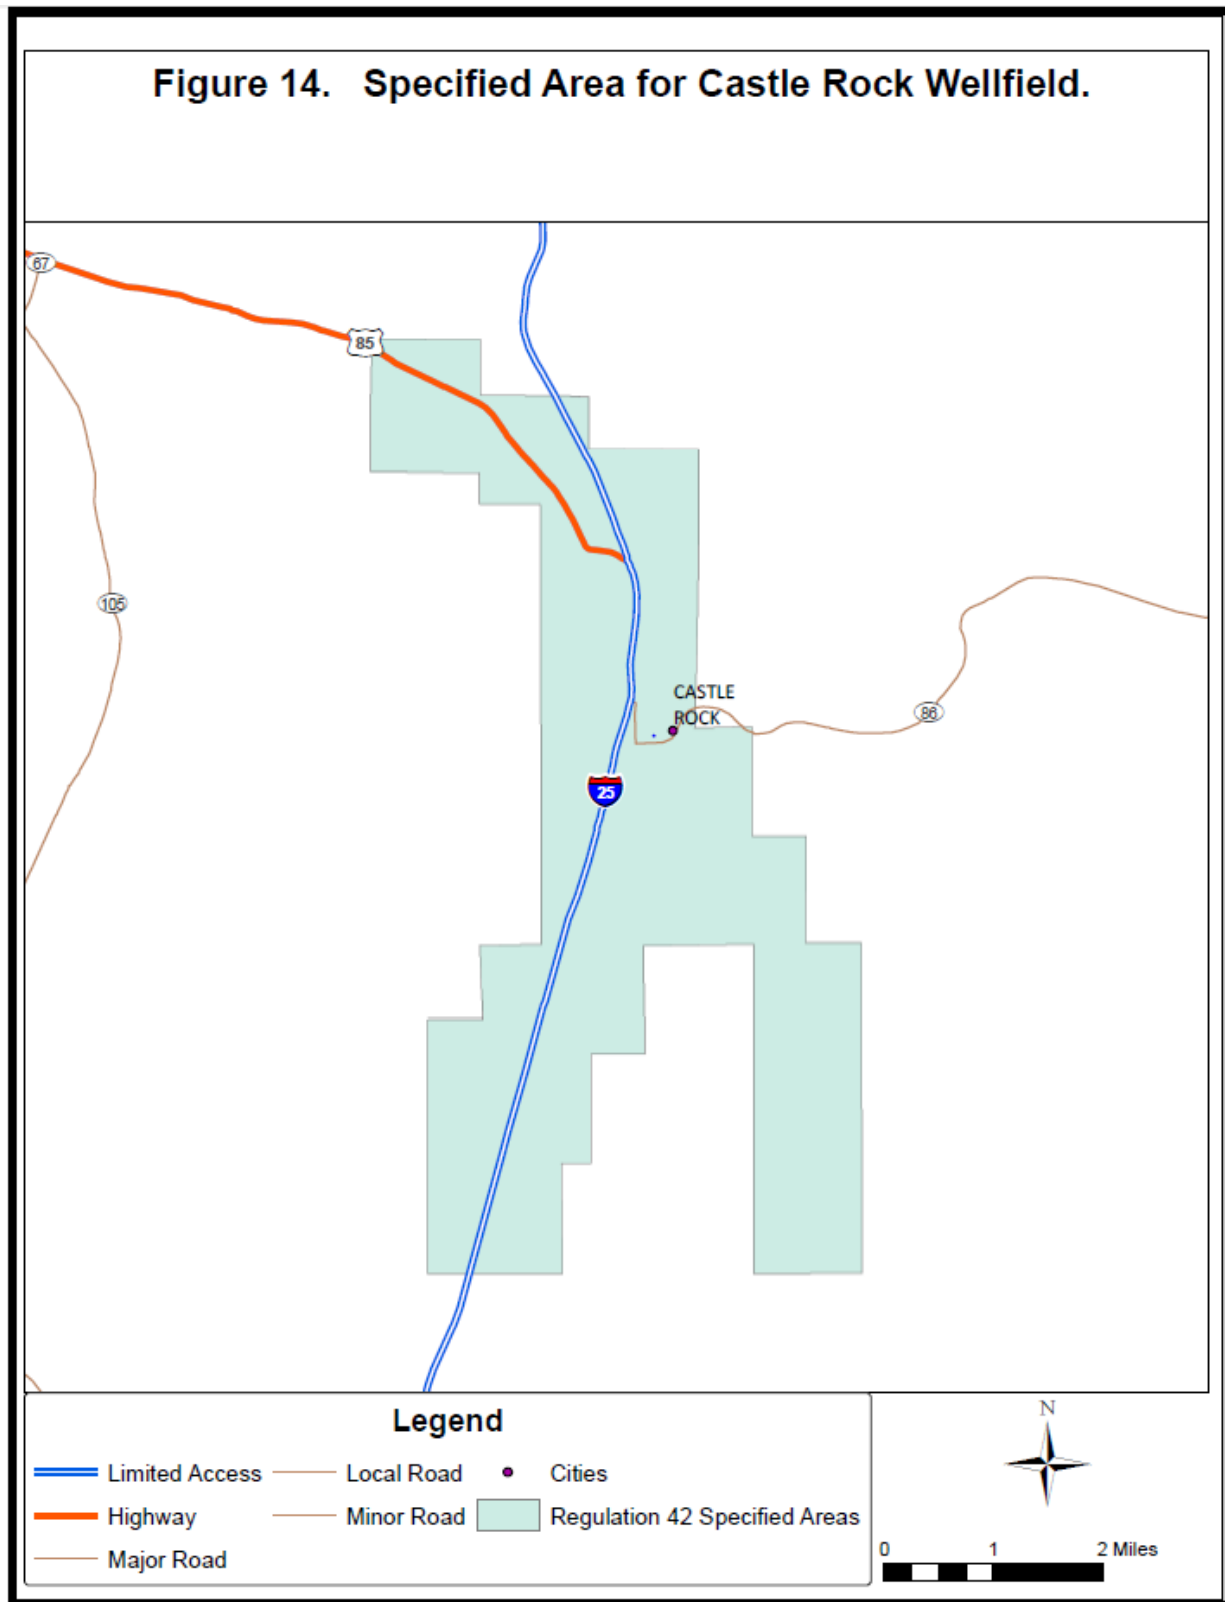 Figure 14. Specified Area for Castle Rock Wellfield.
67
85
105
CASTLE
ROCK
86
25
Legend
Limited Access
Local Road
Cities
Highway
Minor Road
Regulation 42 Specified Areas
Major Road
N
0 1 2 Miles